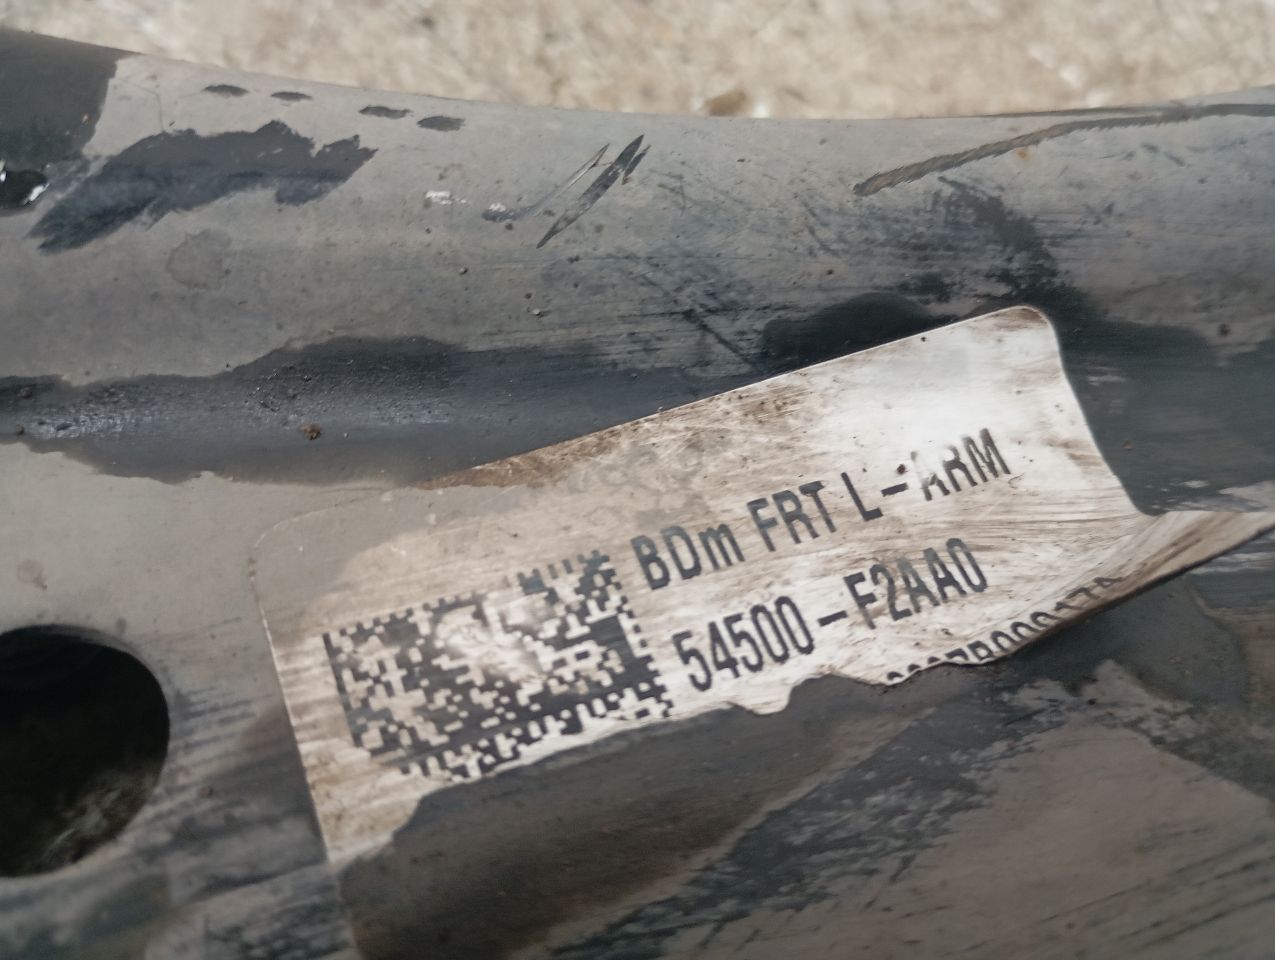 BDm FRT L-ARM
54500-F2AA0